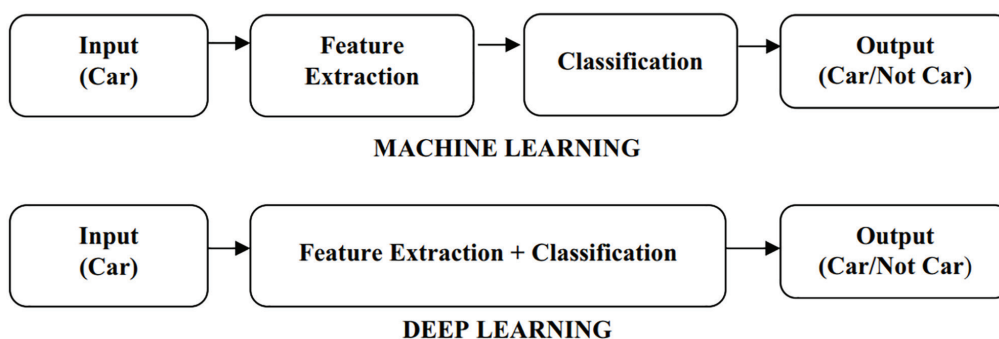 Input
(Car)
Feature
Extraction
Classification
Output
(Car/Not Car)
MACHINE LEARNING
Input
(Car)
Feature Extraction + Classification
Output
(Car/Not Car)
DEEP LEARNING